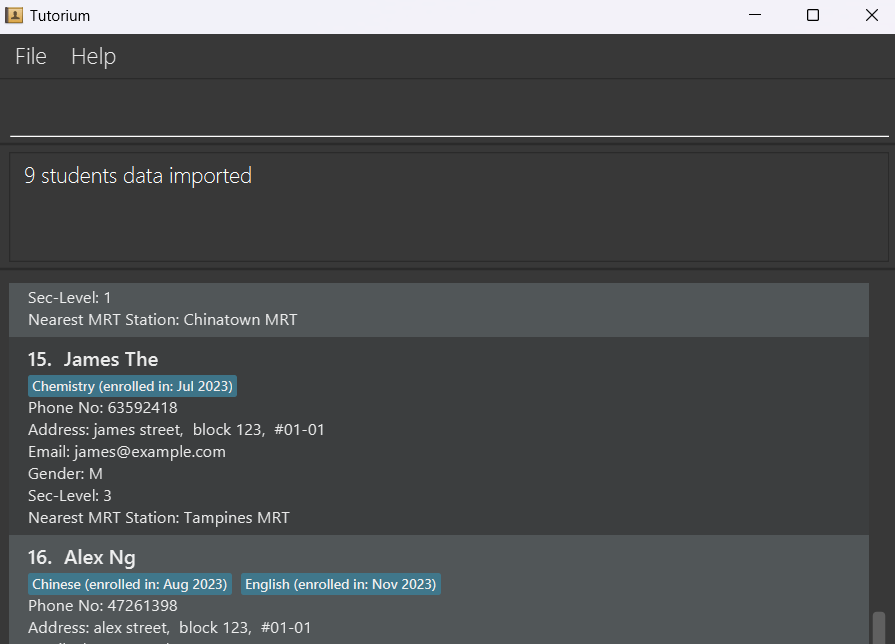 Tutorium
File Help
9 students data imported
Sec-Level: 1
Nearest MRT Station: Chinatown MRT
15. James The
Chemistry (enrolled in: Jul 2023)
Phone No: 63592418
Address: james street, block 123, #01-01
Email: james@example.com
Gender: M
Sec-Level: 3
Nearest MRT Station: Tampines MRT
16. Alex Ng
Chinese (enrolled in: Aug 2023) English (enrolled in: Nov 2023)
Phone No: 47261398
Address: alex street, block 123, #01-01